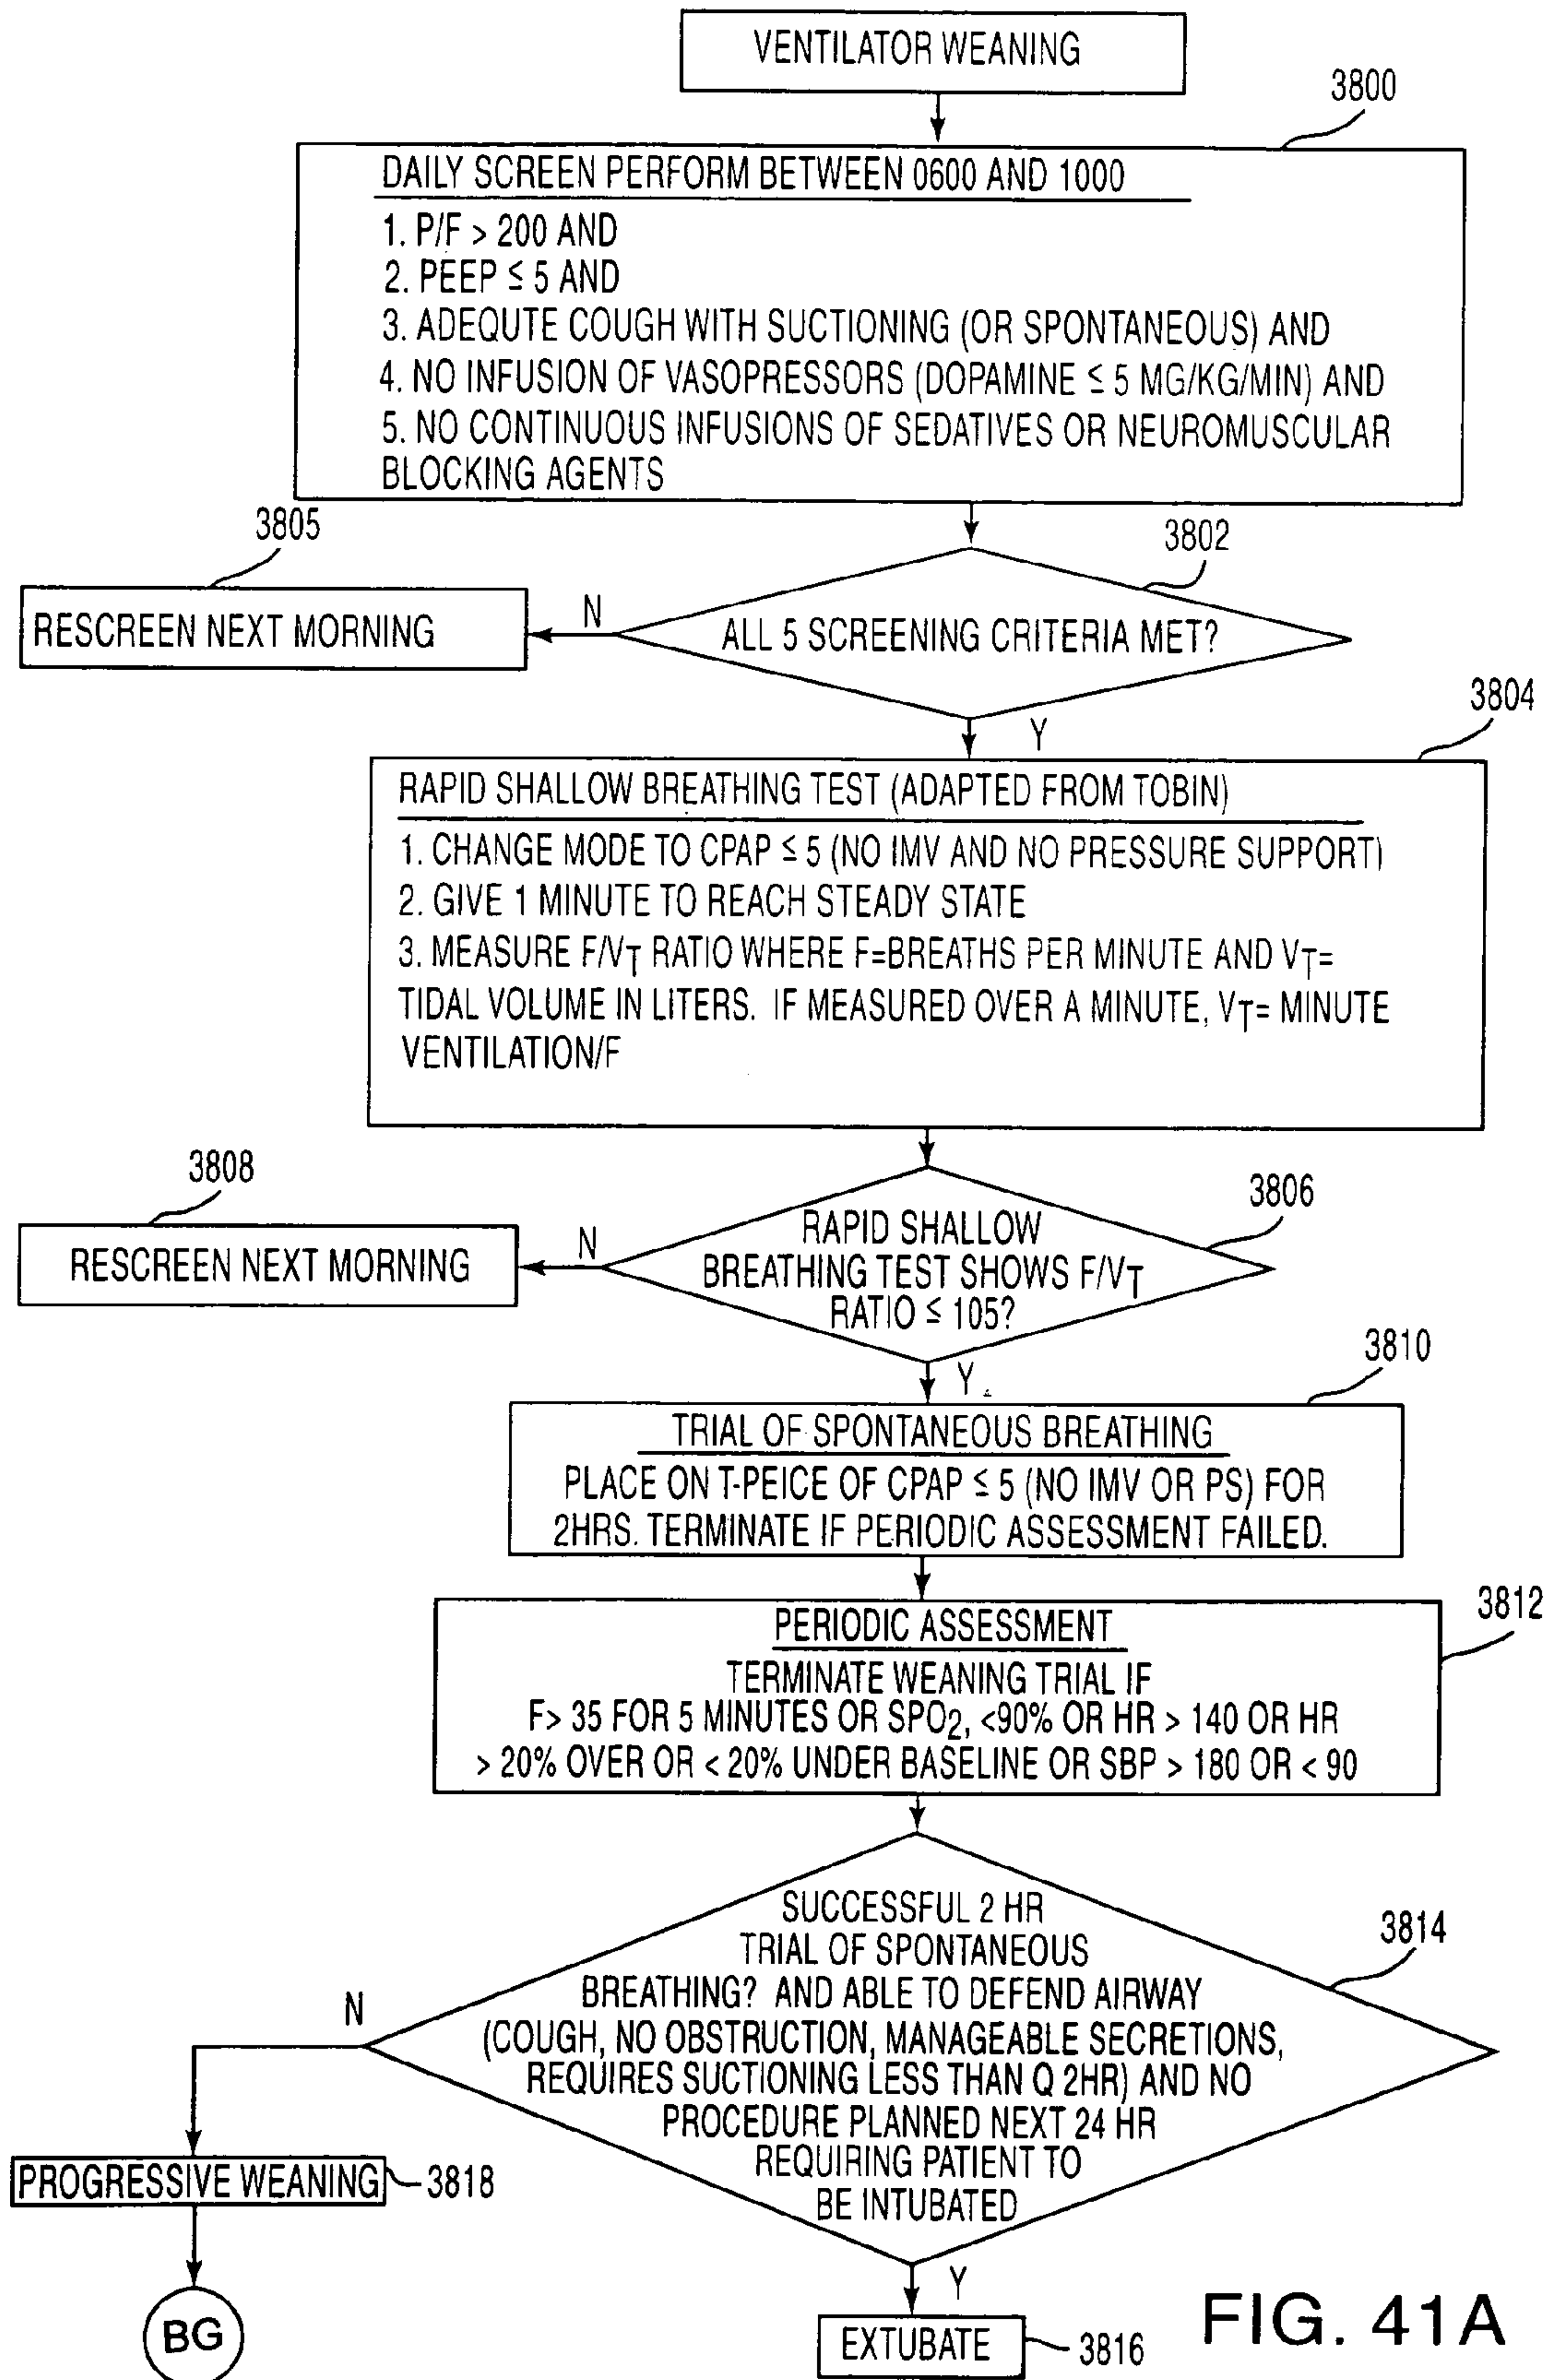 VENTILATOR WEANING
3800
DAILY SCREEN PERFORM BETWEEN 0600 AND 1000
1. P/F > 200 AND
2. PEEP ≤ 5 AND
3. ADEQUTE COUGH WITH SUCTIONING (OR SPONTANEOUS) AND
4. NO INFUSION OF VASOPRESSORS (DOPAMINE ≤ 5 MG/KG/MIN) AND
5. NO CONTINUOUS INFUSIONS OF SEDATIVES OR NEUROMUSCULAR
BLOCKING AGENTS
3805
3802
RESCREEN NEXT MORNING
N
ALL 5 SCREENING CRITERIA MET?
3804
Y
RAPID SHALLOW BREATHING TEST (ADAPTED FROM TOBIN)
1. CHANGE MODE TO CPAP ≤ 5 (NO IMV AND NO PRESSURE SUPPORT)
2. GIVE 1 MINUTE TO REACH STEADY STATE
3. MEASURE F/VT RATIO WHERE F=BREATHS PER MINUTE AND VT=
TIDAL VOLUME IN LITERS. IF MEASURED OVER A MINUTE, VT= MINUTE
VENTILATION/F
3808
3806
RESCREEN NEXT MORNING
N
RAPID SHALLOW
BREATHING TEST SHOWS F/VT
RATIO ≤ 105?
3810
Y
TRIAL OF SPONTANEOUS BREATHING
PLACE ON T-PEICE OF CPAP ≤ 5 (NO IMV OR PS) FOR
2HRS. TERMINATE IF PERIODIC ASSESSMENT FAILED.
3812
PERIODIC ASSESSMENT
TERMINATE WEANING TRIAL IF
F> 35 FOR 5 MINUTES OR SPO2, <90% OR HR > 140 OR HR
> 20% OVER OR < 20% UNDER BASELINE OR SBP > 180 OR < 90
3814
SUCCESSFUL 2 HR
TRIAL OF SPONTANEOUS
BREATHING? AND ABLE TO DEFEND AIRWAY
(COUGH, NO OBSTRUCTION, MANAGEABLE SECRETIONS,
REQUIRES SUCTIONING LESS THAN Q 2HR) AND NO
PROCEDURE PLANNED NEXT 24 HR
REQUIRING PATIENT TO
BE INTUBATED
N
PROGRESSIVE WEANING
3818
BG
Y
EXTUBATE
3816
FIG. 41A